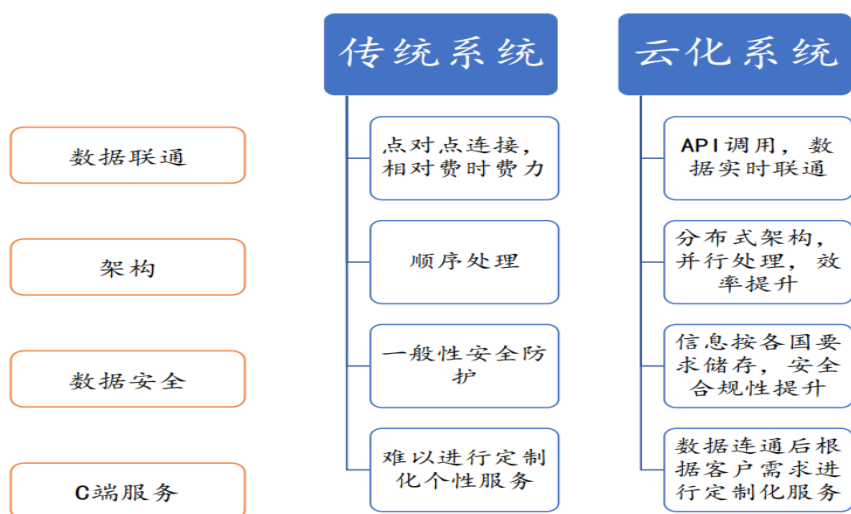 传统系统
云化系统
数据联通
点对点连接，
相对费时费力
API调用，数
据实时联通
架构
顺序处理
分布式架构，
并行处理，效
率提升
数据安全
一般性安全防
护
信息按各国要
求储存，安全
合规性提升
C端服务
难以进行定制
化个性服务
数据连通后根
据客户需求进
行定制化服务